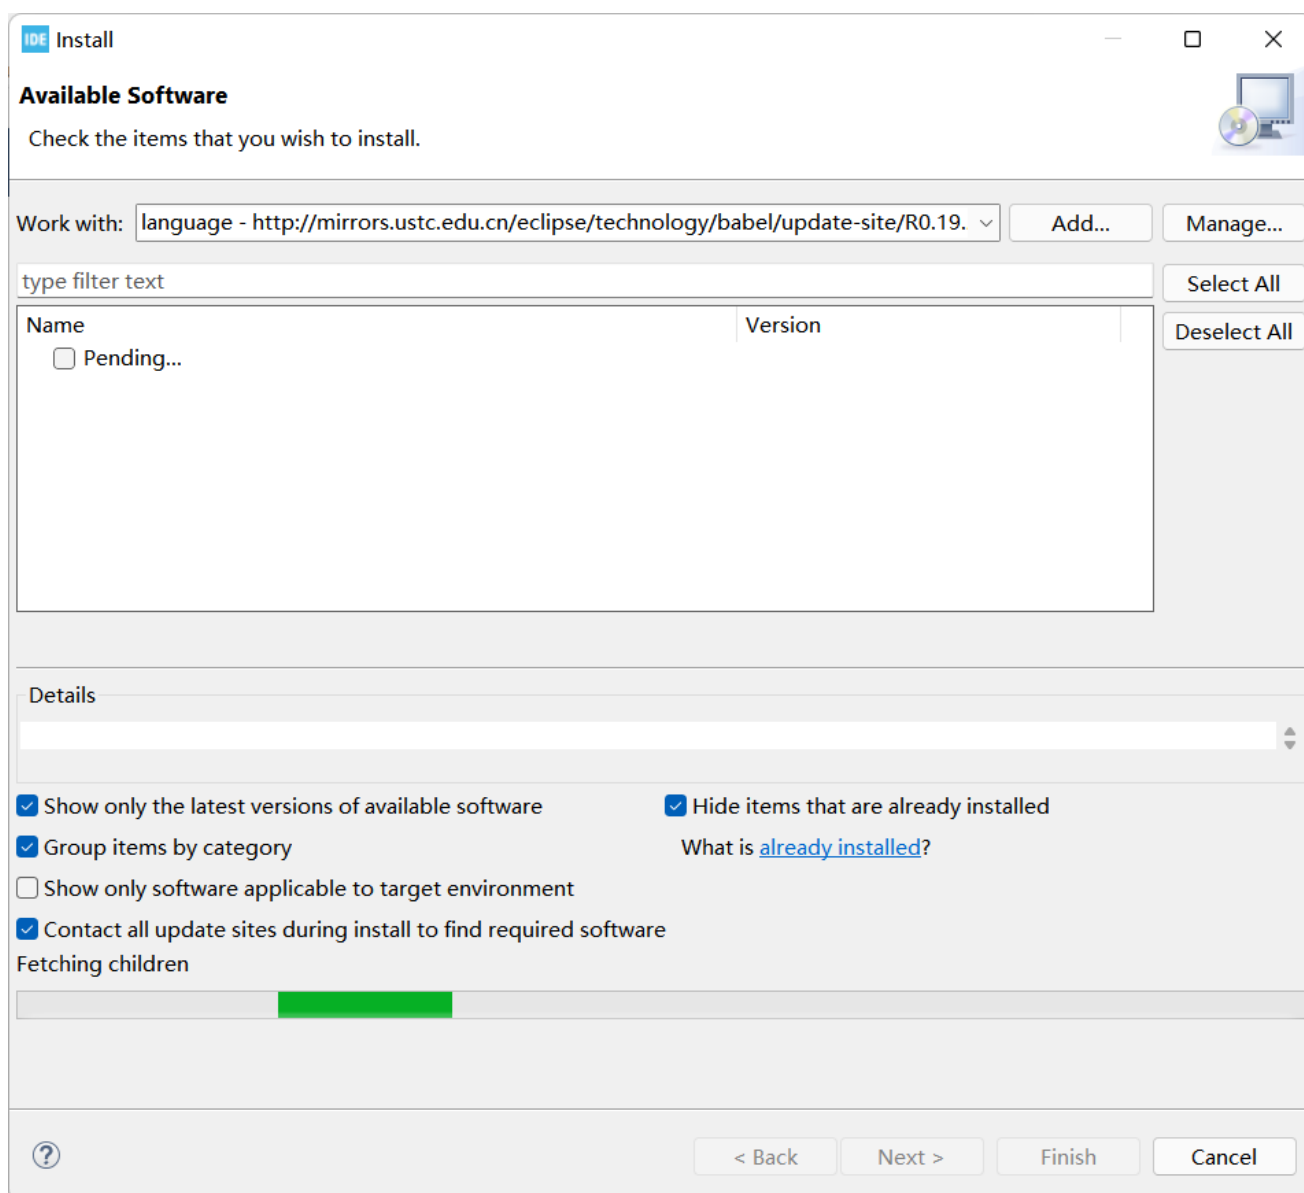 IDE Install
Available Software
Check the items that you wish to install.
Work with: language - http://mirrors.ustc.edu.cn/eclipse/technology/babel/update-site/R0.19. Add... Manage...
type filter text Select All
Name Version Deselect All
Pending...
Details
Show only the latest versions of available software Hide items that are already installed
Group items by category What is already installed?
Show only software applicable to target environment
Contact all update sites during install to find required software
Fetching children
? < Back Next > Finish Cancel